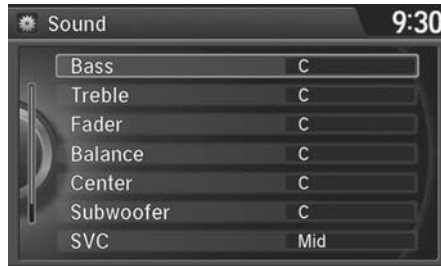 Sound 9:30
Bass C
Treble C
Fader C
Balance C
Center C
Subwoofer C
SVC Mid